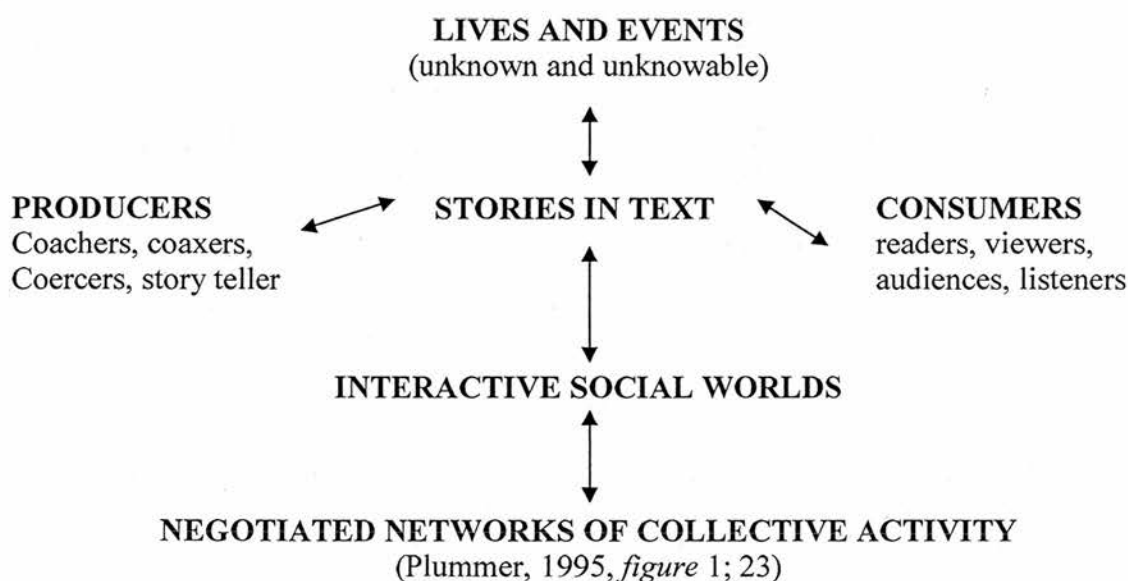 LIVES AND EVENTS
(unknown and unknowable)
PRODUCERS
Coachers, coaxers,
Coercers, story teller
STORIES IN TEXT
CONSUMERS
readers, viewers,
audiences, listeners
INTERACTIVE SOCIAL WORLDS
NEGOTIATED NETWORKS OF COLLECTIVE ACTIVITY
(Plummer, 1995, figure 1; 23)